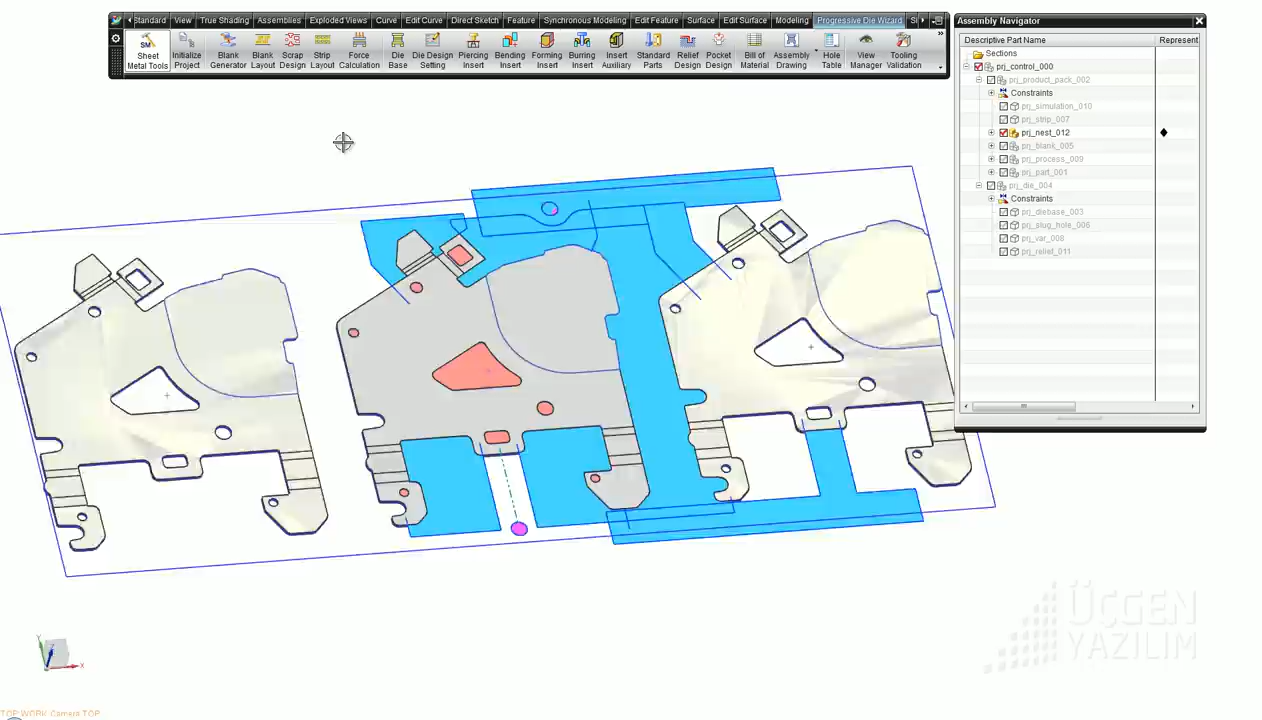 Standard View True Shading Assemblies Exploded Views Curve Edit Curve Direct Sketch Feature Synchronous Modeling Edit Feature Surface Edit Surface Modeling Progressive Die Wizard
SM
Sheet Metal Tools
Initialize Project
Blank Generator
Blank Layout
Scrap Design
Strip Layout
Force Calculation
Die Base
Die Design Setting
Piercing Insert
Bending Insert
Forming Insert
Burring Insert
Insert Auxiliary
Standard Parts
Relief Design
Pocket Design
Bill of Material
Assembly Drawing
Hole Table
View Manager
Tooling Validation
Assembly Navigator
Descriptive Part Name Represent
Sections
prj_control_000
prj_product_pack_002
Constraints
prj_simulation_010
prj_strip_007
prj_nest_012
prj_blank_005
prj_process_009
prj_part_001
prj_die_004
Constraints
prj_diebase_003
prj_slug_hole_006
prj_var_008
prj_relief_011
ÜÇGEN
YAZILIM
Y
X
TOP WORK Camera TOP